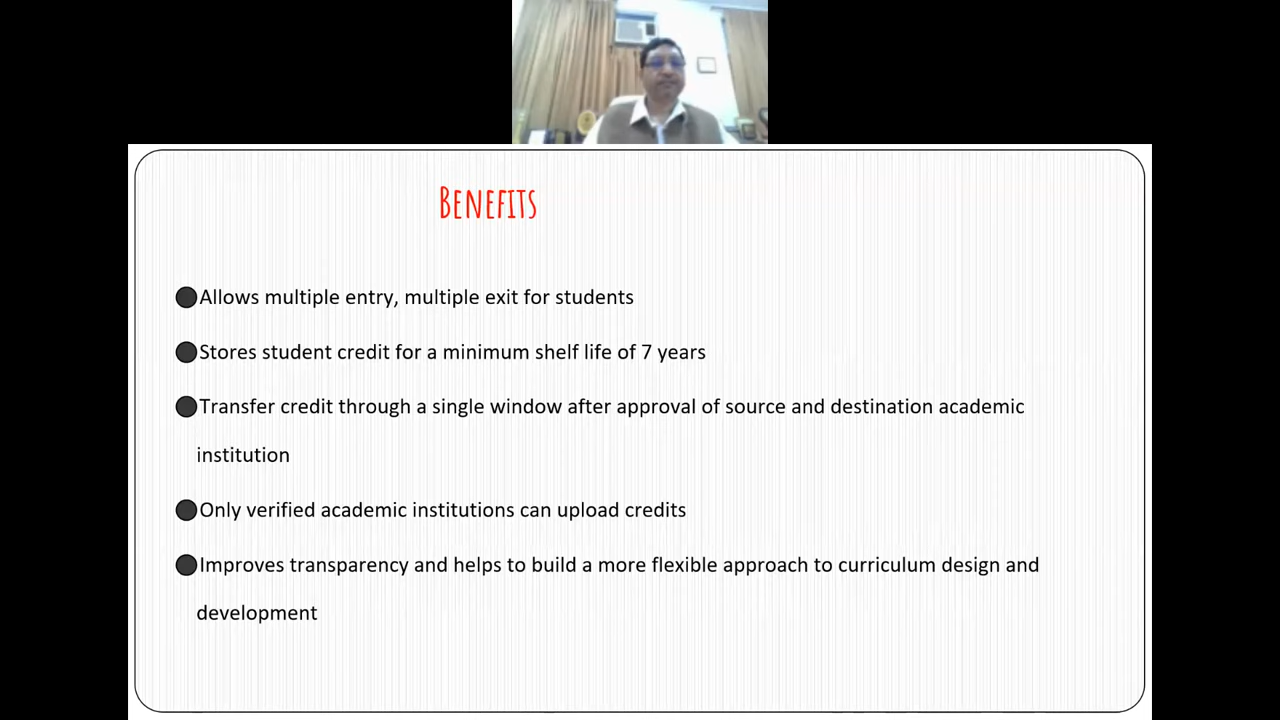 Benefits
Allows multiple entry, multiple exit for students
Stores student credit for a minimum shelf life of 7 years
Transfer credit through a single window after approval of source and destination academic
institution
Only verified academic institutions can upload credits
Improves transparency and helps to build a more flexible approach to curriculum design and
development